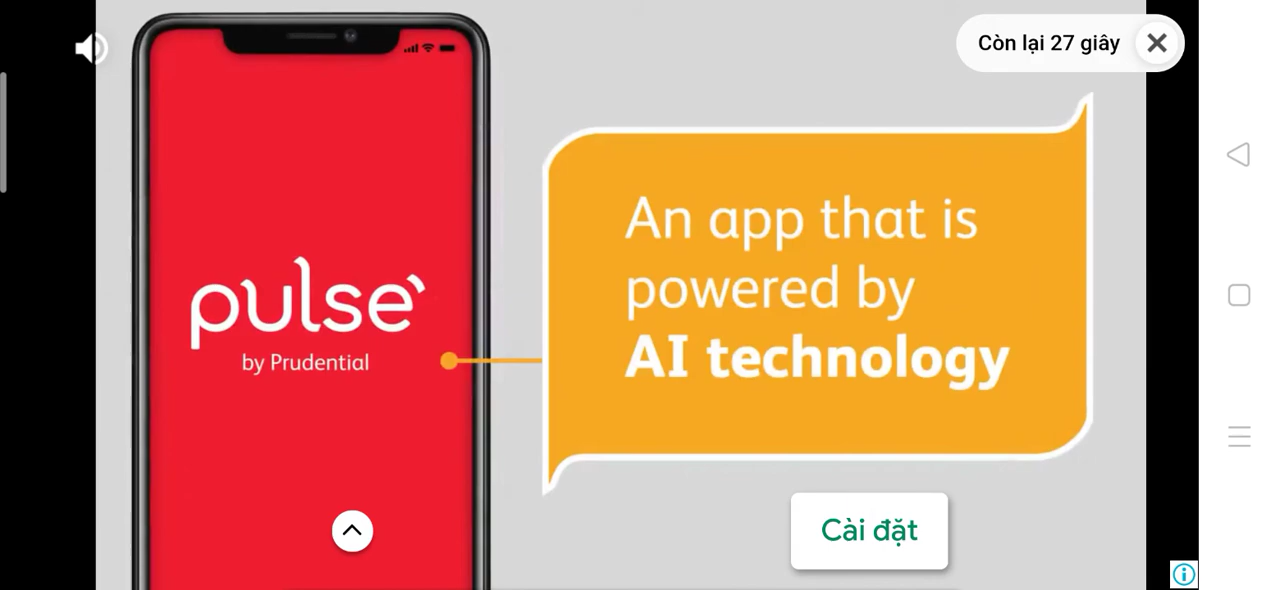 Còn lại 27 giây
pulse
by Prudential
An app that is
powered by
AI technology
Cài đặt